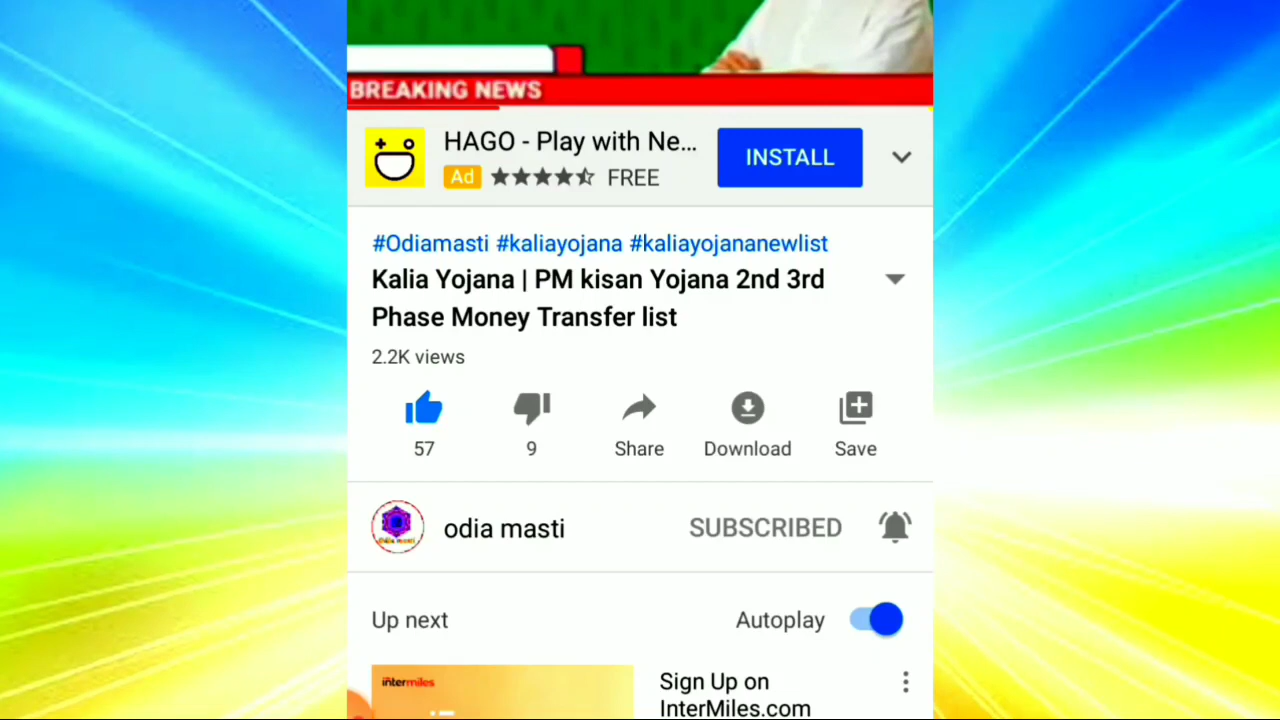 BREAKING NEWS
HAGO - Play with Ne...
INSTALL
Ad
FREE
#Odiamasti #kaliayojana #kaliayojananewlist
Kalia Yojana | PM kisan Yojana 2nd 3rd
Phase Money Transfer list
2.2K views
57
9
Share
Download
Save
odia masti
SUBSCRIBED
Up next
Autoplay
intermiles
Sign Up on
InterMiles.com